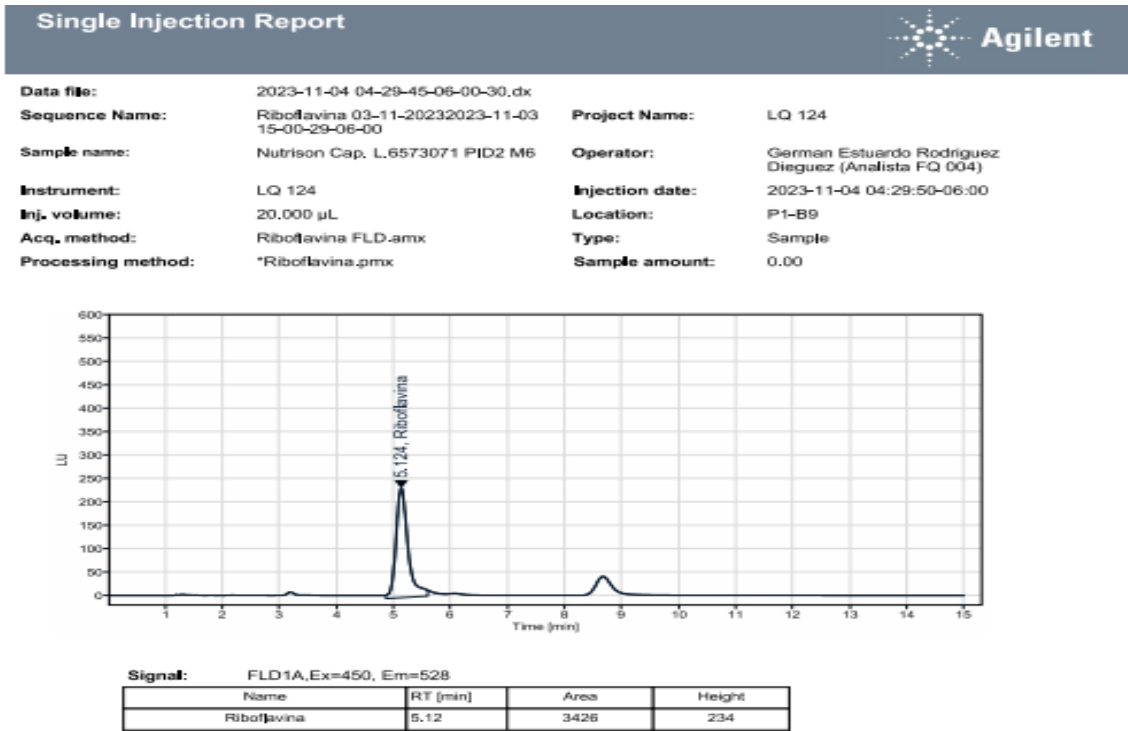 Single Injection Report
Agilent
Data file: 2023-11-04 04-29-45-06-00-30.dx
Sequence Name: Riboflavina 03-11-20232023-11-03 15-00-29-06-00 Project Name: LQ 124
Sample name: Nutrison Cap. L.6573071 PID2 M6 Operator: German Estuardo Rodriguez Dieguez (Analista FQ 004)
Instrument: LQ 124 Injection date: 2023-11-04 04:29:50-06:00
Inj. volume: 20.000 µL Location: P1-B9
Acq. method: Riboflavina FLD.amx Type: Sample
Processing method: *Riboflavina.pmx Sample amount: 0.00
600
550
500
450
400
350
300
250
200
150
100
50
0
LU
5.124, Riboflavina
1 2 3 4 5 6 7 8 9 10 11 12 13 14 15
Time [min]
Signal: FLD1A,Ex=450, Em=528
Name RT [min] Area Height
Riboflavina 5.12 3426 234